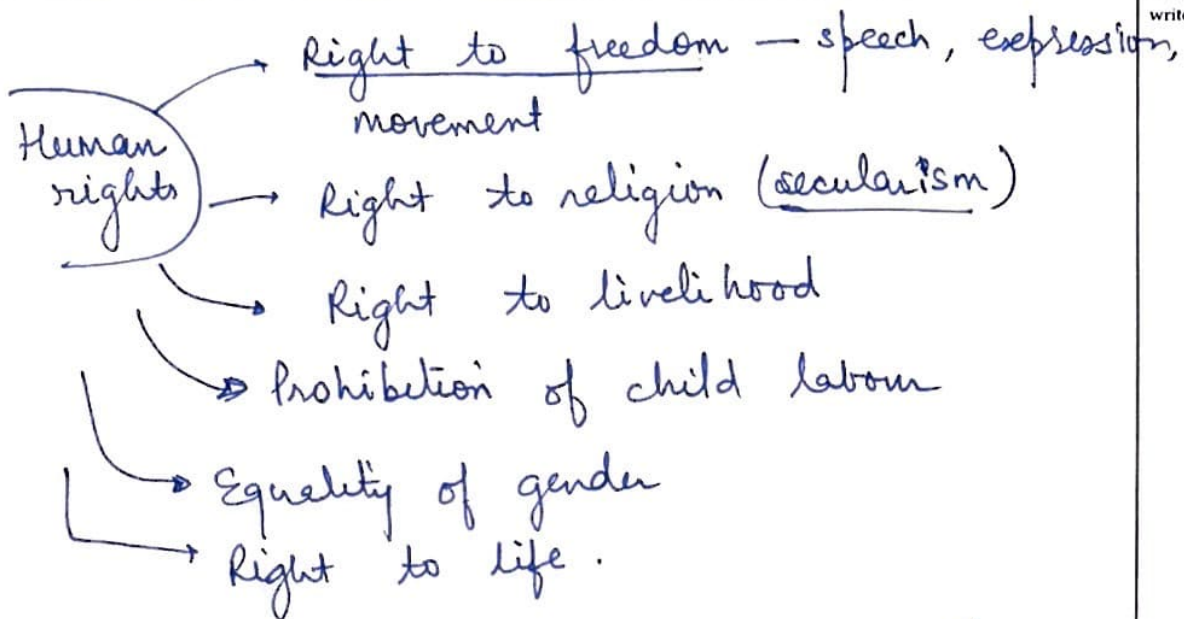 write
Right to freedom — speech, expression,
movement
Human
rights
Right to religion (secularism)
Right to livelihood
Prohibition of child labour
Equality of gender
Right to life.